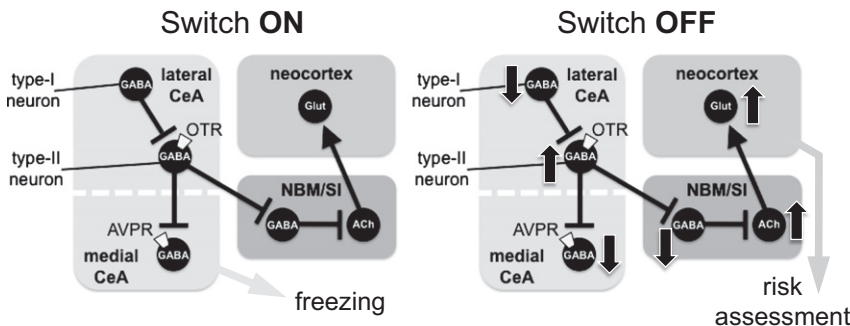 Switch ON
type-I
neuron
GABA
lateral
CeA
OTR
type-II
neuron
GABA
AVPR
medial
CeA
GABA
neocortex
Glut
NBM/SI
GABA
ACh
freezing
Switch OFF
type-I
neuron
GABA
lateral
CeA
OTR
type-II
neuron
GABA
AVPR
medial
CeA
GABA
neocortex
Glut
NBM/SI
GABA
ACh
risk
assessment